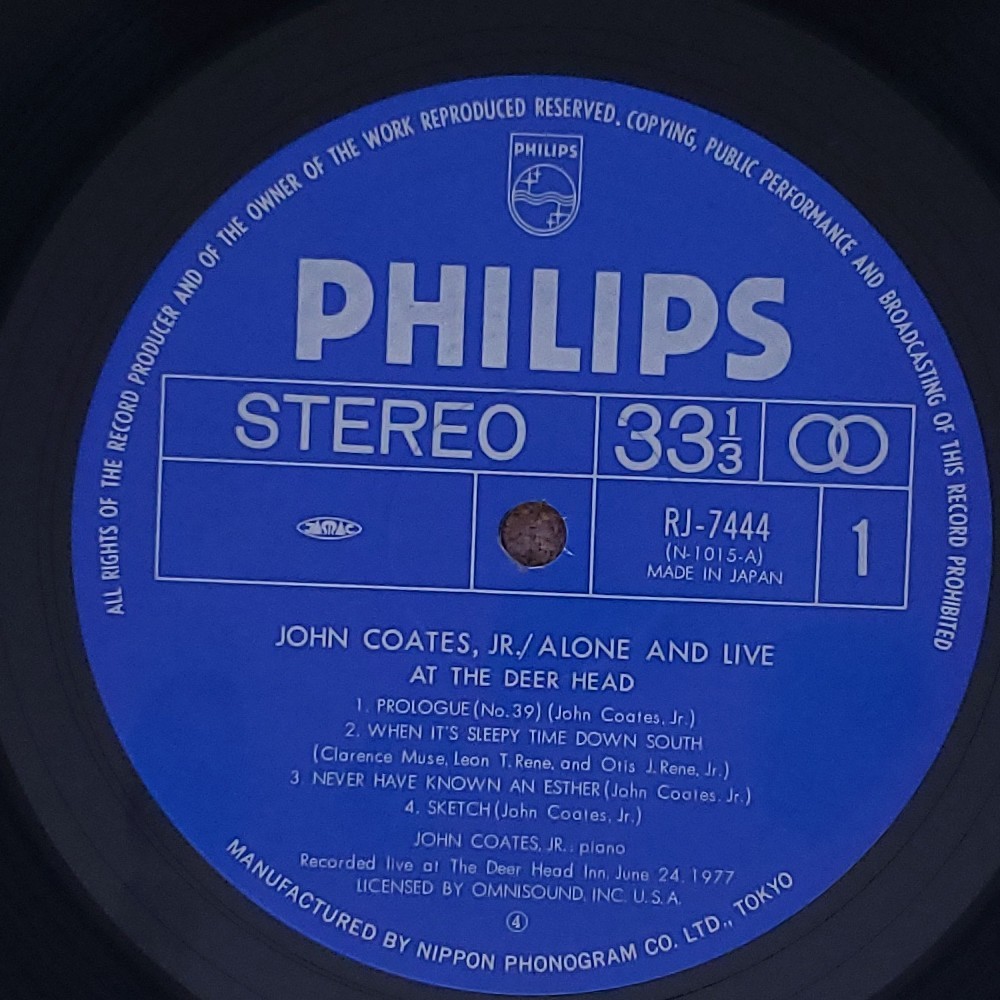 ALL RIGHTS OF THE RECORD PRODUCER AND OF THE OWNER OF THE WORK REPRODUCED RESERVED. COPYING, PUBLIC PERFORMANCE AND BROADCASTING OF THIS RECORD PROHIBITED
PHILIPS
PHILIPS
STEREO 33 1/3
JASRAC
RJ-7444
(N-1015-A)
MADE IN JAPAN
1
JOHN COATES, JR./ALONE AND LIVE
AT THE DEER HEAD
1. PROLOGUE (No.39) (John Coates, Jr.)
2. WHEN IT'S SLEEPY TIME DOWN SOUTH
(Clarence Muse, Leon T. Rene, and Otis J. Rene, Jr.)
3. NEVER HAVE KNOWN AN ESTHER (John Coates, Jr.)
4. SKETCH (John Coates, Jr.)
JOHN COATES, JR.: piano
Recorded live at The Deer Head Inn, June 24, 1977
LICENSED BY OMNISOUND, INC. U.S.A.
④
MANUFACTURED BY NIPPON PHONOGRAM CO. LTD., TOKYO